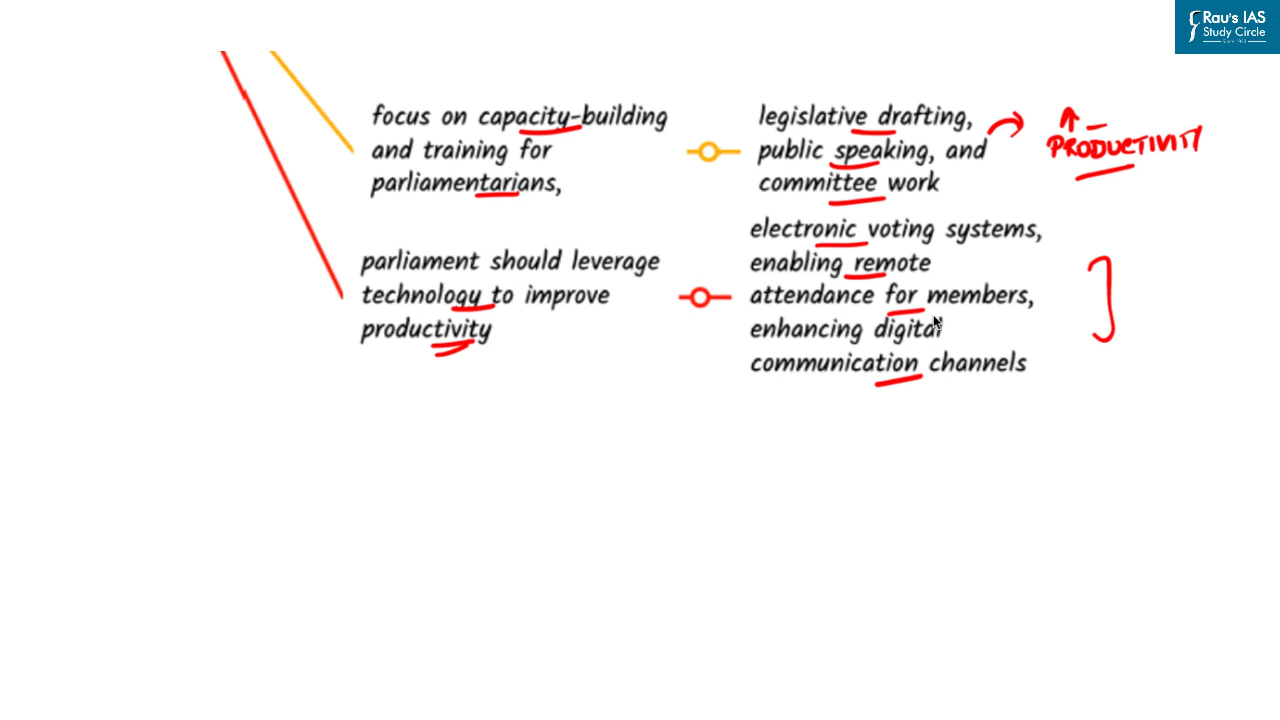 Rau's IAS
Study Circle
focus on capacity-building
and training for
parliamentarians,
legislative drafting,
public speaking, and
committee work
PRODUCTIVITY
parliament should leverage
technology to improve
productivity
electronic voting systems,
enabling remote
attendance for members,
enhancing digital
communication channels